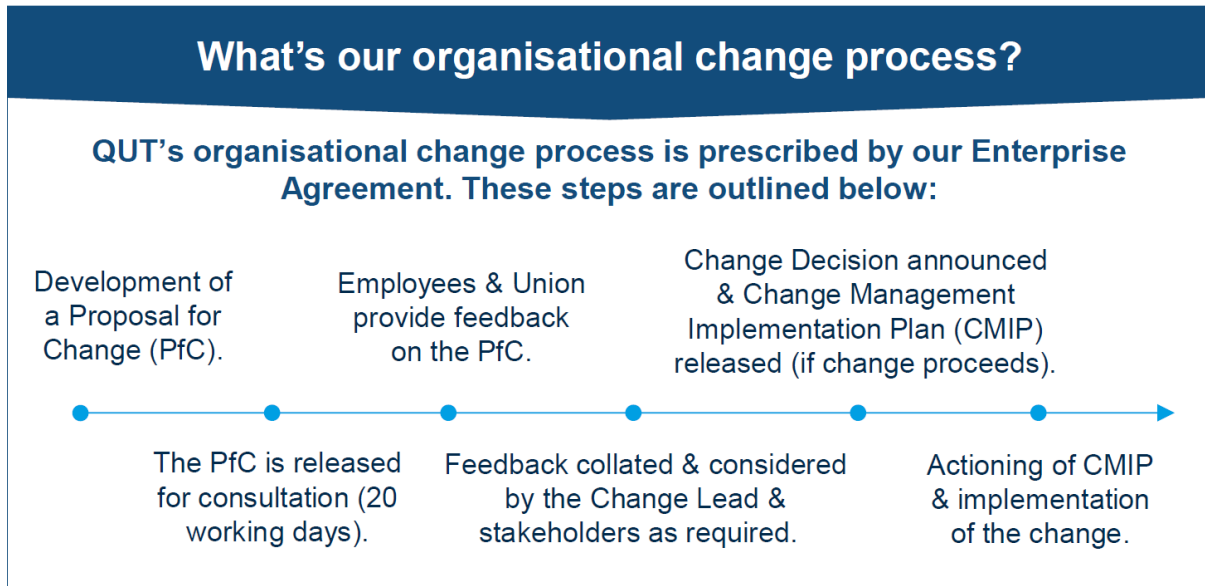 What's our organisational change process?
QUT's organisational change process is prescribed by our Enterprise
Agreement. These steps are outlined below:
Development of
a Proposal for
Change (PfC).
The PfC is released
for consultation (20
working days).
Employees & Union
provide feedback
on the PfC.
Feedback collated & considered
by the Change Lead &
stakeholders as required.
Change Decision announced
& Change Management
Implementation Plan (CMIP)
released (if change proceeds).
Actioning of CMIP
& implementation
of the change.